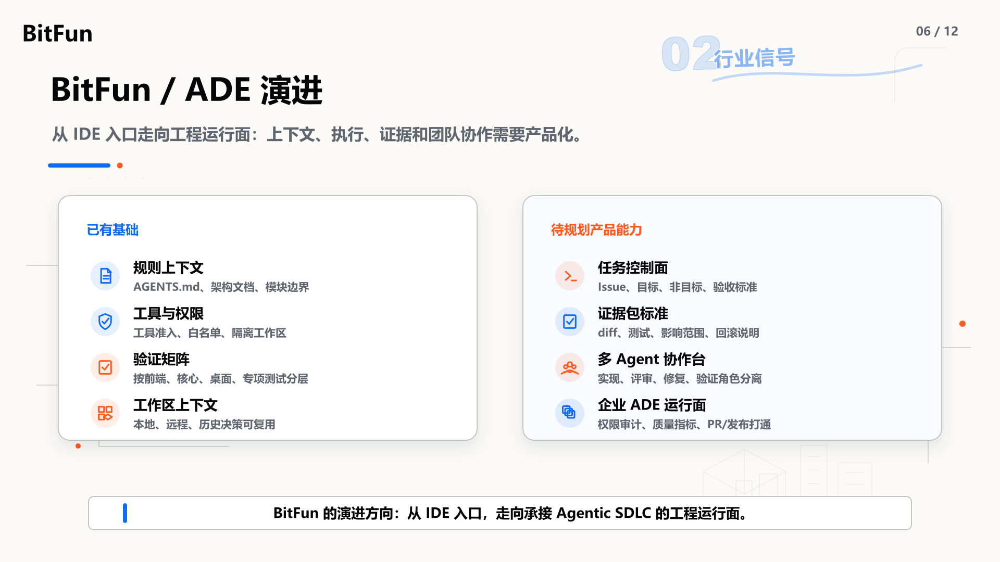 BitFun
06 / 12
02 行业信号
BitFun / ADE 演进
从 IDE 入口走向工程运行面：上下文、执行、证据和团队协作需要产品化。
已有基础
规则上下文
AGENTS.md、架构文档、模块边界
工具与权限
工具准入、白名单、隔离工作区
验证矩阵
按前端、核心、桌面、专项测试分层
工作区上下文
本地、远程、历史决策可复用
待规划产品能力
任务控制面
Issue、目标、非目标、验收标准
证据包标准
diff、测试、影响范围、回滚说明
多 Agent 协作台
实现、评审、修复、验证角色分离
企业 ADE 运行面
权限审计、质量指标、PR/发布打通
BitFun 的演进方向：从 IDE 入口，走向承接 Agentic SDLC 的工程运行面。